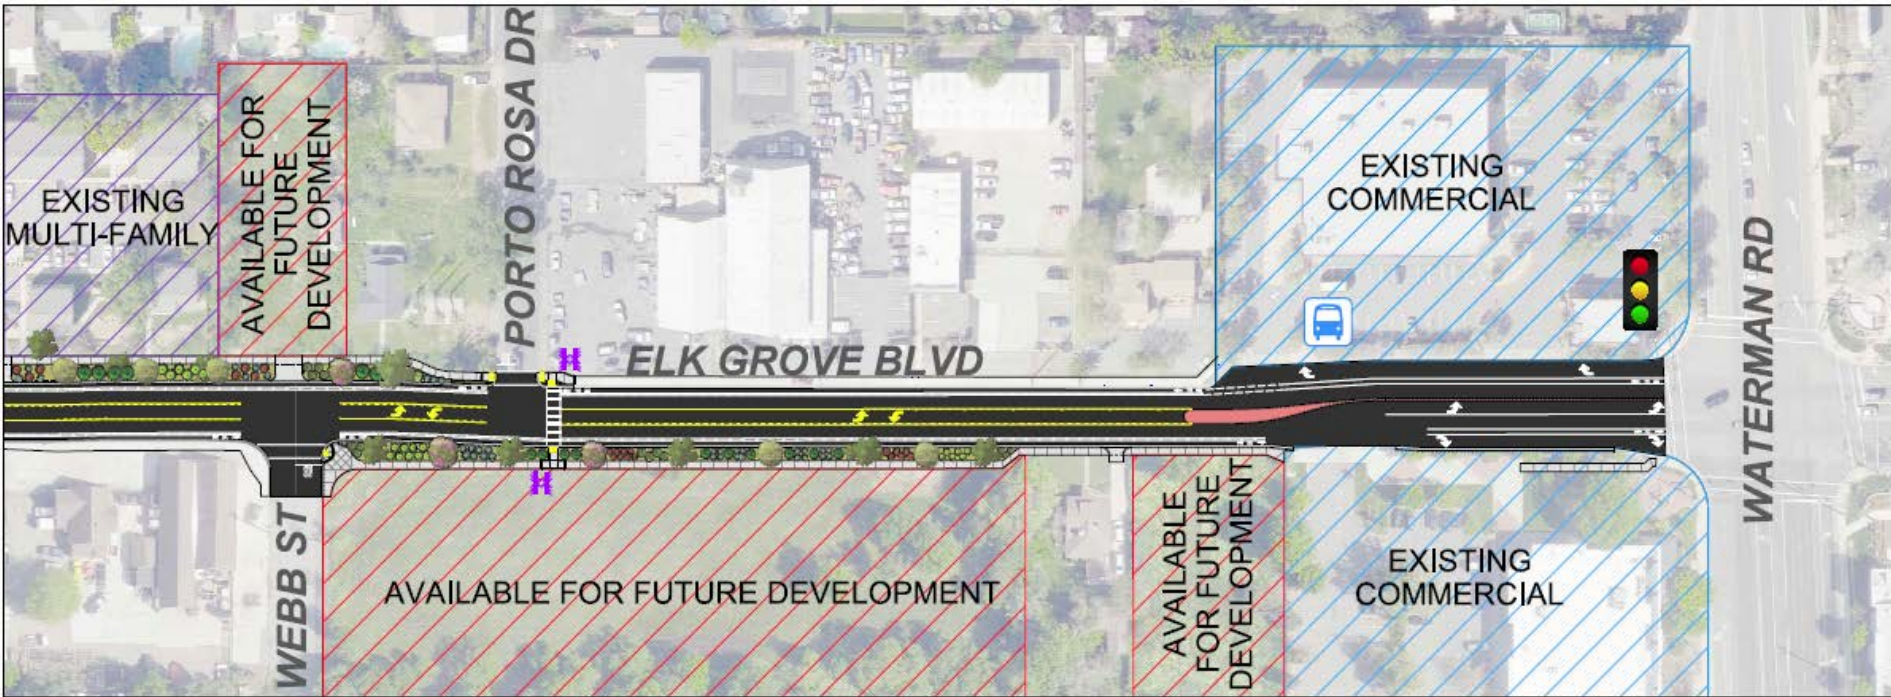 PORTO ROSA DR
AVAILABLE FOR
FUTURE
DEVELOPMENT
EXISTING
MULTI-FAMILY
EXISTING
COMMERCIAL
WATERMAN RD
ELK GROVE BLVD
WEBB ST
AVAILABLE FOR FUTURE DEVELOPMENT
AVAILABLE
FOR FUTURE
DEVELOPMENT
EXISTING
COMMERCIAL